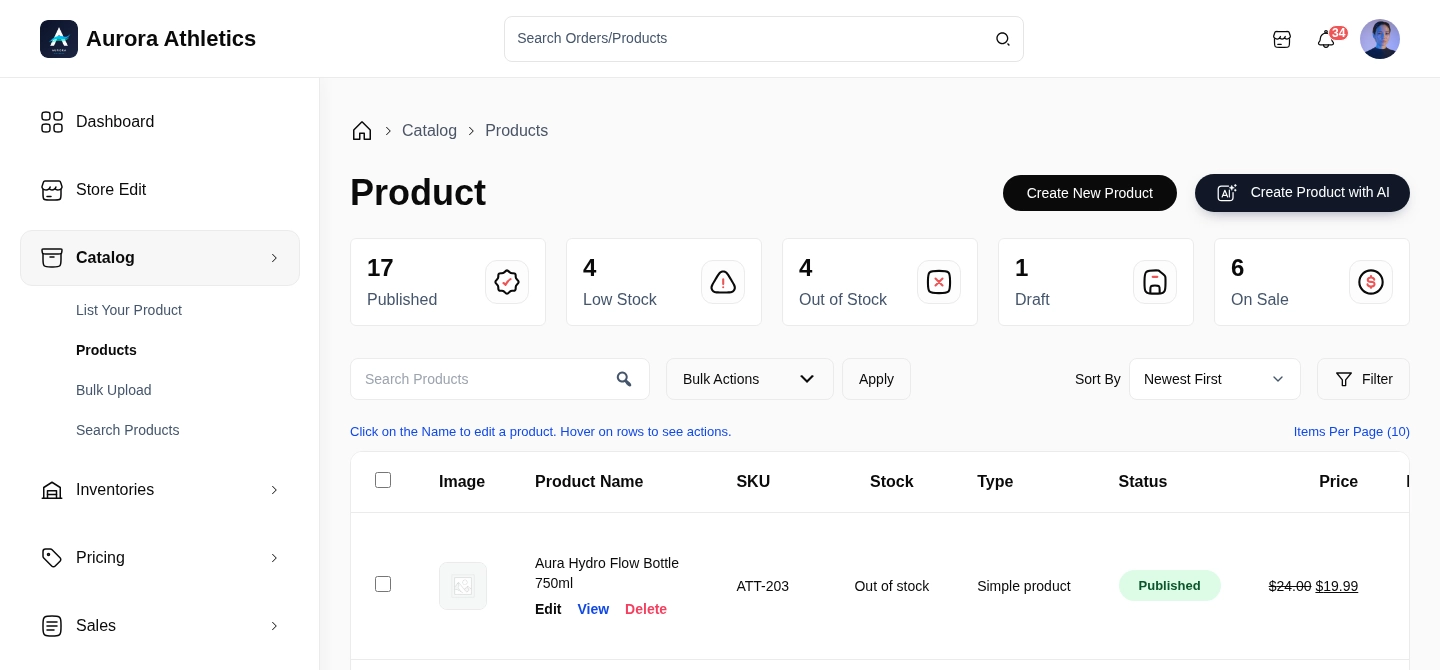 Aurora Athletics
Search Orders/Products
34
Dashboard
Store Edit
Catalog
List Your Product
Products
Bulk Upload
Search Products
Inventories
Pricing
Sales
Catalog
Products
Product
Create New Product
AI Create Product with AI
17
Published
4
Low Stock
4
Out of Stock
1
Draft
6
On Sale
Search Products
Bulk Actions
Apply
Sort By
Newest First
Filter
Click on the Name to edit a product. Hover on rows to see actions.
Items Per Page (10)
Image Product Name SKU Stock Type Status Price
Aura Hydro Flow Bottle
750ml
Edit View Delete
ATT-203
Out of stock
Simple product
Published
$24.00 $19.99